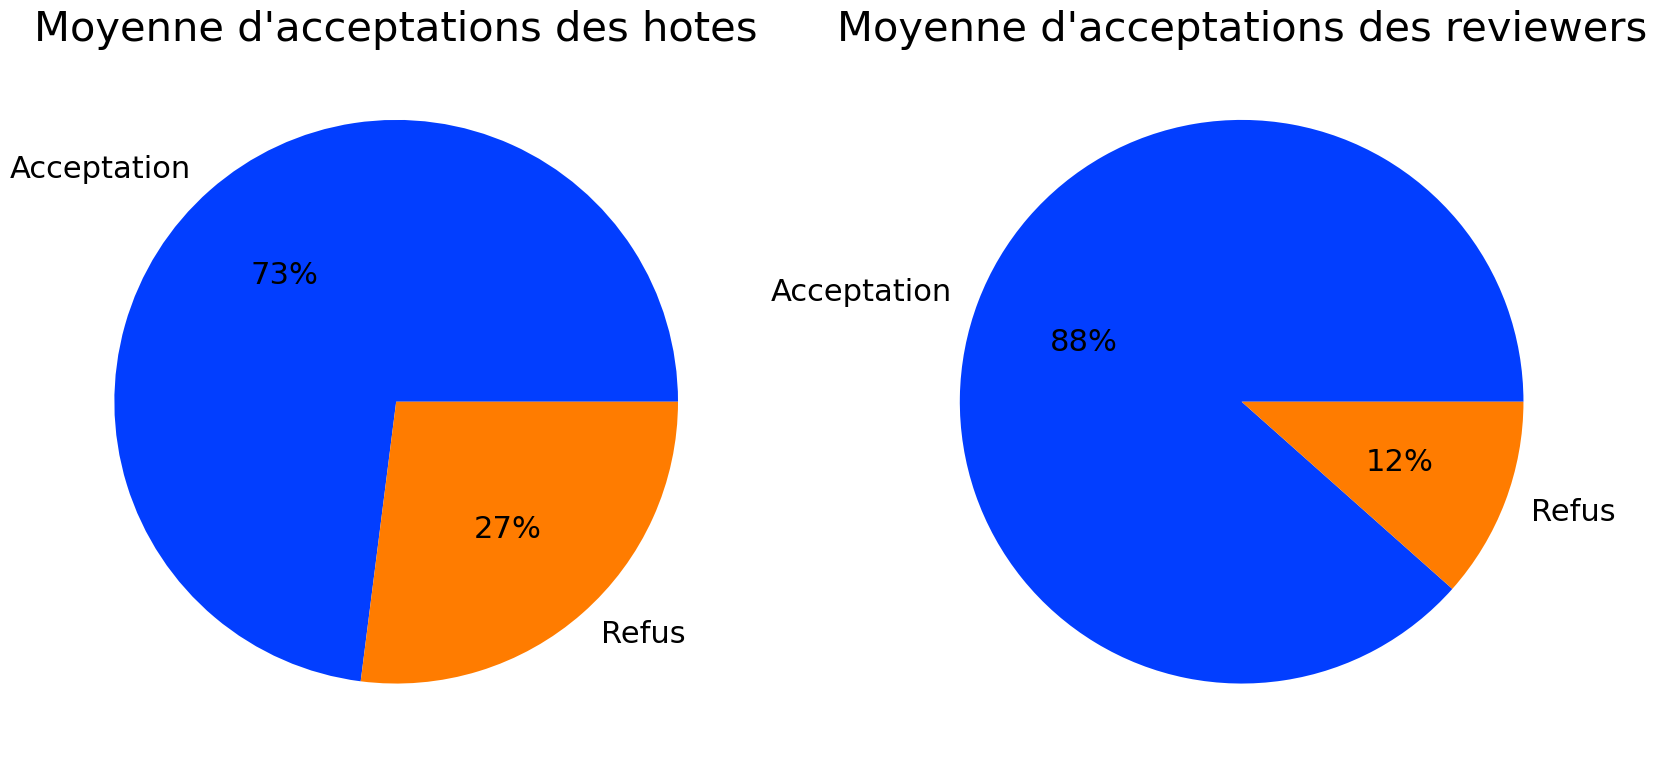 Moyenne d'acceptations des hotes
Acceptation
73%
27%
Refus
Moyenne d'acceptations des reviewers
Acceptation
88%
12%
Refus